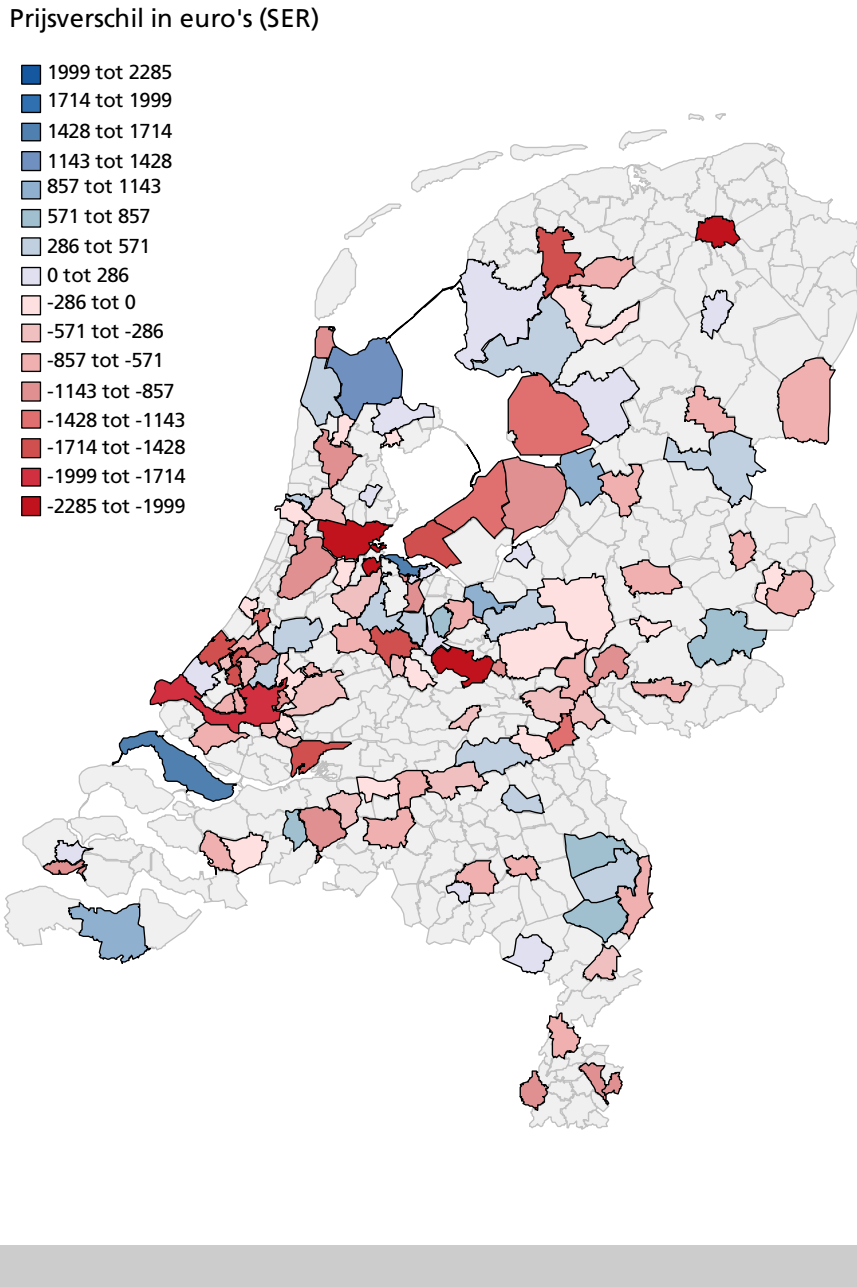 Prijsverschil in euro's (SER)
1999 tot 2285
1714 tot 1999
1428 tot 1714
1143 tot 1428
857 tot 1143
571 tot 857
286 tot 571
0 tot 286
-286 tot 0
-571 tot -286
-857 tot -571
-1143 tot -857
-1428 tot -1143
-1714 tot -1428
-1999 tot -1714
-2285 tot -1999